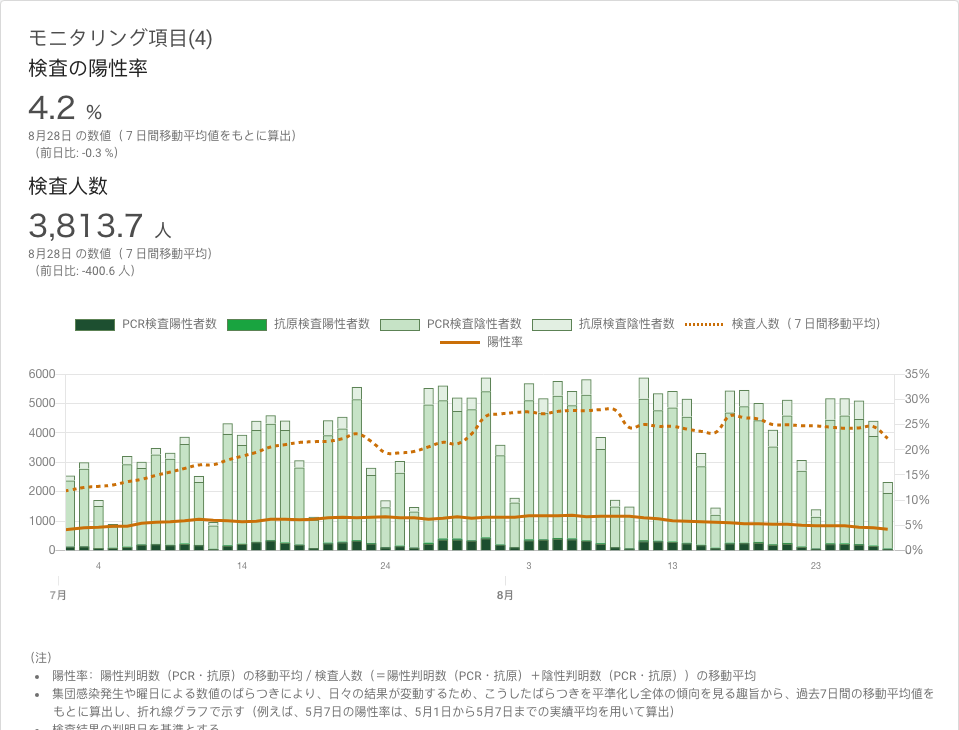 モニタリング項目(4)
検査の陽性率
4.2 %
8月28日 の数値（７日間移動平均値をもとに算出）
（前日比: -0.3 %）
検査人数
3,813.7 人
8月28日 の数値（７日間移動平均）
（前日比: -400.6 人）
PCR検査陽性者数 抗原検査陽性者数 PCR検査陰性者数 抗原検査陰性者数 検査人数（７日間移動平均）
陽性率
6000 35%
5000 30%
4000 25%
3000 20%
2000 15%
1000 10%
0 5%
0%
4 14 24 3 13 23
7月 8月
（注）
• 陽性率：陽性判明数（PCR・抗原）の移動平均 / 検査人数（＝陽性判明数（PCR・抗原）＋陰性判明数（PCR・抗原））の移動平均
• 集団感染発生や曜日による数値のばらつきにより、日々の結果が変動するため、こうしたばらつきを平準化し全体の傾向を見る趣旨から、過去7日間の移動平均値を
もとに算出し、折れ線グラフで示す（例えば、5月7日の陽性率は、5月1日から5月7日までの実績平均を用いて算出）
• 検査結果の判明日を基準とする